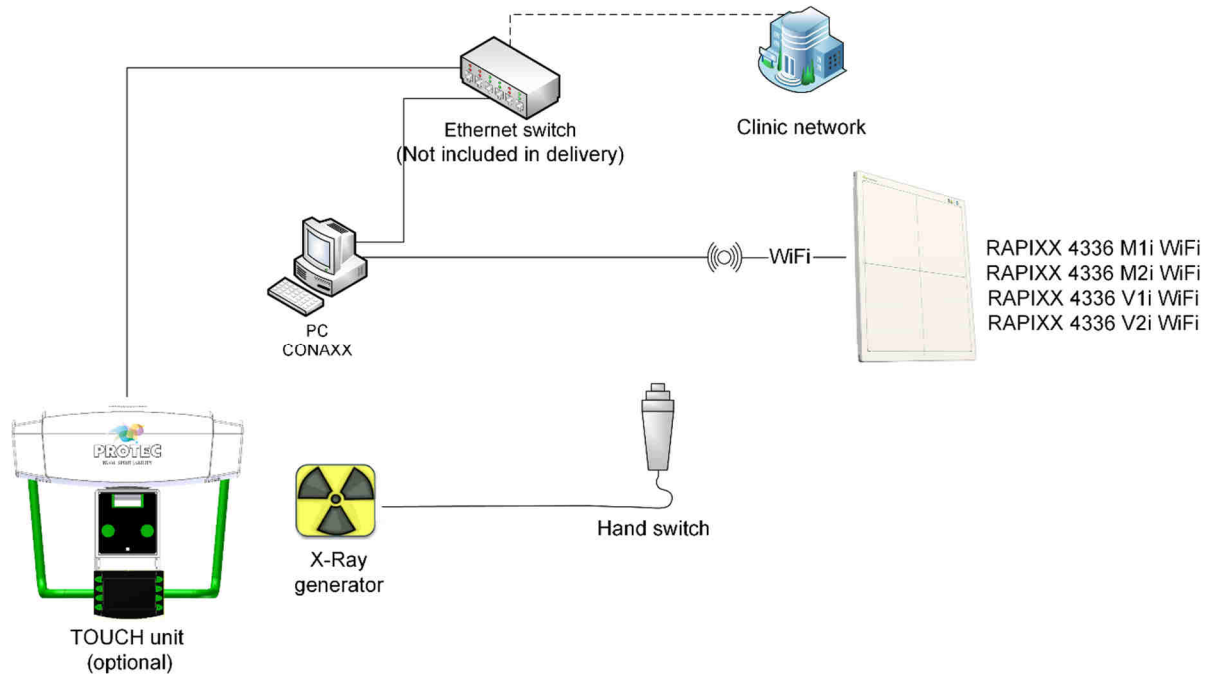 Ethernet switch
(Not included in delivery)
Clinic network
WiFi
RAPIXX 4336 M1i WiFi
RAPIXX 4336 M2i WiFi
RAPIXX 4336 V1i WiFi
RAPIXX 4336 V2i WiFi
PC
CONAXX
PROTEC
Hand switch
X-Ray
generator
TOUCH unit
(optional)